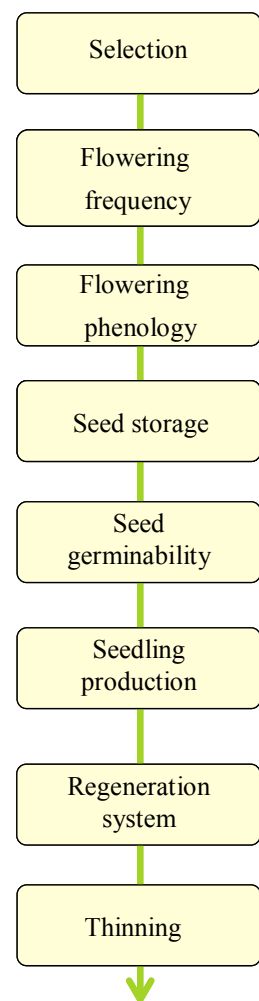 Selection
Flowering
frequency
Flowering
phenology
Seed storage
Seed
germinability
Seedling
production
Regeneration
system
Thinning